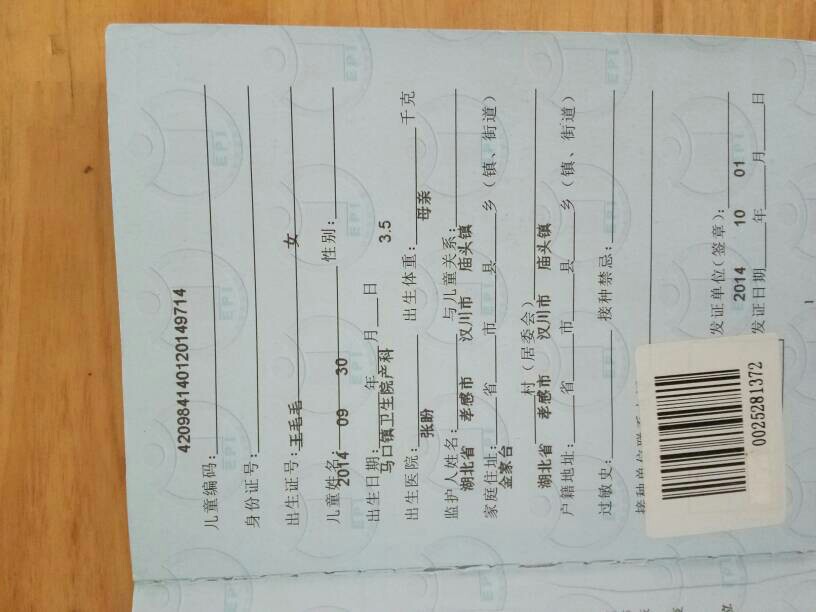 420984140120149714
儿童编码：
身份证号：
出生证号：
王毛毛 女
儿童姓名： 性别：
2014 09 30
出生日期： 年 月 日
马口镇卫生院产科 3.5
出生医院： 出生体重： 千克
张盼 母亲
监护人姓名： 与儿童关系：
湖北省 孝感市 汉川市 庙头镇
家庭住址： 省 市 县 乡（镇、街道）
金家台
村（居委会）
湖北省 孝感市 汉川市 庙头镇
户籍地址： 省 市 县 乡（镇、街道）
过敏史： 接种禁忌：
发证单位（签章）：
2014 10 01
发证日期 年 月 日
0025281372
1
EPI